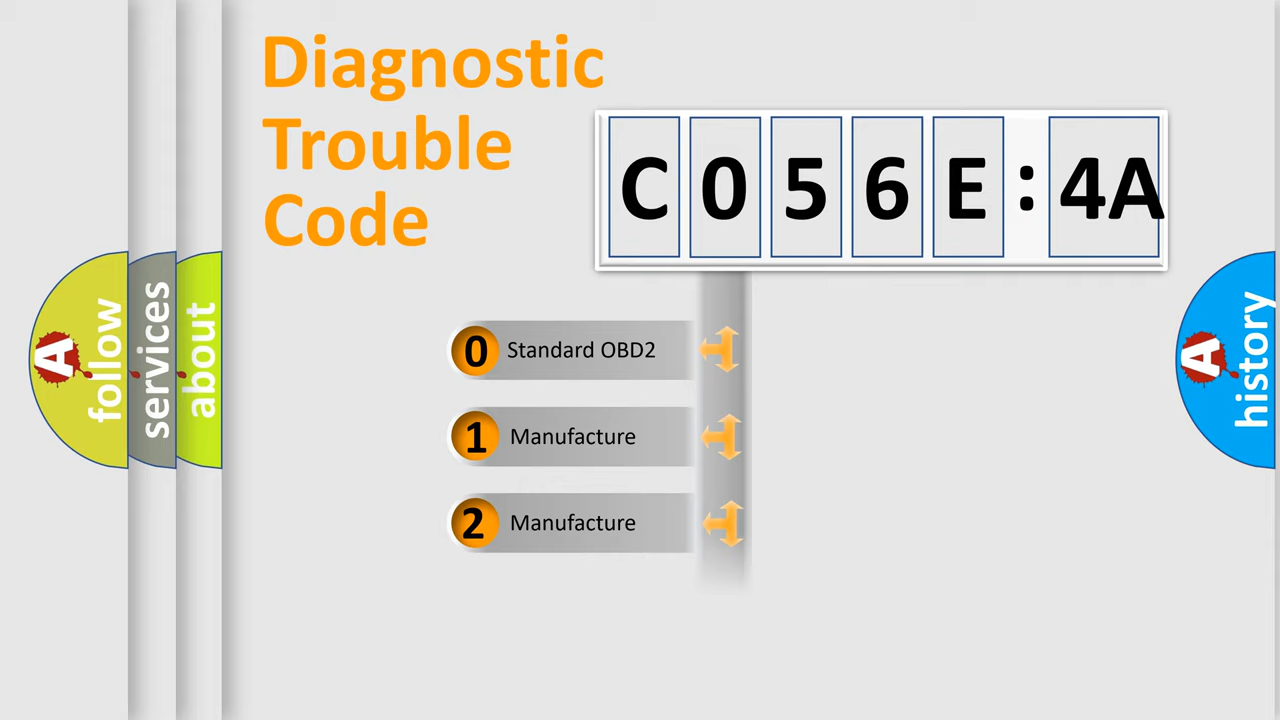 Diagnostic
Trouble
Code
C056E:4A
0 Standard OBD2
1 Manufacture
2 Manufacture
A follow
services
about
A history